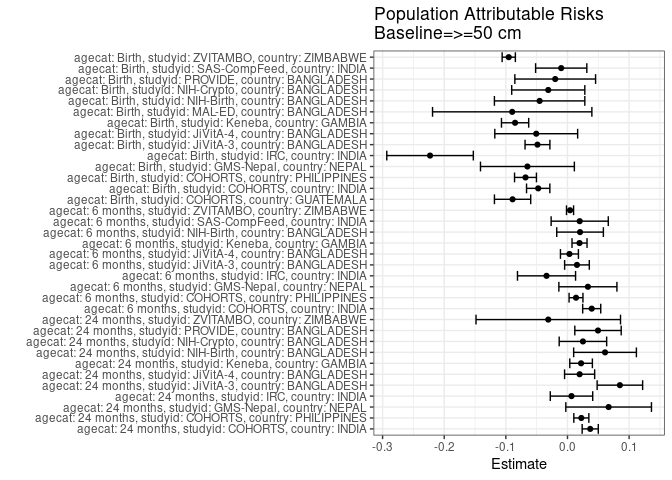 Population Attributable Risks
Baseline=>=50 cm
agecat: Birth, studyid: ZVITAMBO, country: ZIMBABWE
agecat: Birth, studyid: SAS-CompFeed, country: INDIA
agecat: Birth, studyid: PROVIDE, country: BANGLADESH
agecat: Birth, studyid: NIH-Crypto, country: BANGLADESH
agecat: Birth, studyid: NIH-Birth, country: BANGLADESH
agecat: Birth, studyid: MAL-ED, country: BANGLADESH
agecat: Birth, studyid: Keneba, country: GAMBIA
agecat: Birth, studyid: JiVitA-4, country: BANGLADESH
agecat: Birth, studyid: JiVitA-3, country: BANGLADESH
agecat: Birth, studyid: IRC, country: INDIA
agecat: Birth, studyid: GMS-Nepal, country: NEPAL
agecat: Birth, studyid: COHORTS, country: PHILIPPINES
agecat: Birth, studyid: COHORTS, country: INDIA
agecat: Birth, studyid: COHORTS, country: GUATEMALA
agecat: 6 months, studyid: ZVITAMBO, country: ZIMBABWE
agecat: 6 months, studyid: SAS-CompFeed, country: INDIA
agecat: 6 months, studyid: NIH-Birth, country: BANGLADESH
agecat: 6 months, studyid: Keneba, country: GAMBIA
agecat: 6 months, studyid: JiVitA-4, country: BANGLADESH
agecat: 6 months, studyid: JiVitA-3, country: BANGLADESH
agecat: 6 months, studyid: IRC, country: INDIA
agecat: 6 months, studyid: GMS-Nepal, country: NEPAL
agecat: 6 months, studyid: COHORTS, country: PHILIPPINES
agecat: 6 months, studyid: COHORTS, country: INDIA
agecat: 24 months, studyid: ZVITAMBO, country: ZIMBABWE
agecat: 24 months, studyid: PROVIDE, country: BANGLADESH
agecat: 24 months, studyid: NIH-Crypto, country: BANGLADESH
agecat: 24 months, studyid: NIH-Birth, country: BANGLADESH
agecat: 24 months, studyid: Keneba, country: GAMBIA
agecat: 24 months, studyid: JiVitA-4, country: BANGLADESH
agecat: 24 months, studyid: JiVitA-3, country: BANGLADESH
agecat: 24 months, studyid: IRC, country: INDIA
agecat: 24 months, studyid: GMS-Nepal, country: NEPAL
agecat: 24 months, studyid: COHORTS, country: PHILIPPINES
agecat: 24 months, studyid: COHORTS, country: INDIA
-0.3 -0.2 -0.1 0.0 0.1
Estimate